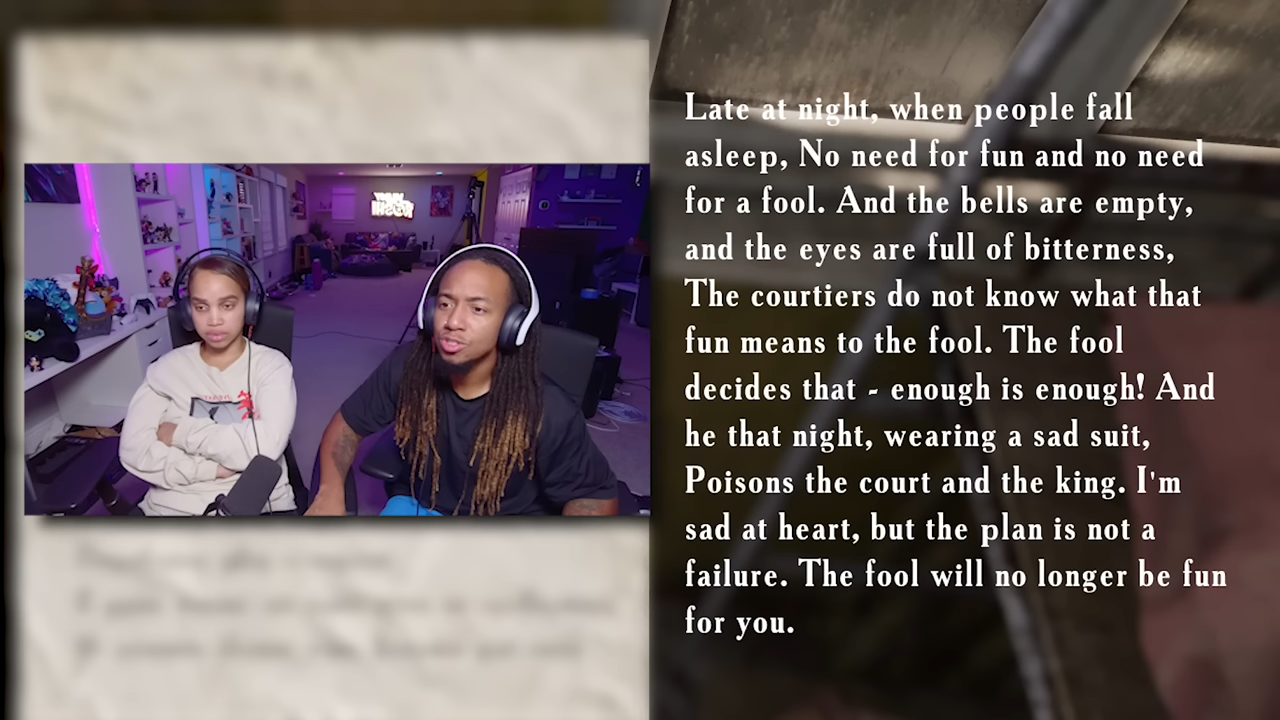 Late at night, when people fall
asleep, No need for fun and no need
for a fool. And the bells are empty,
and the eyes are full of bitterness,
The courtiers do not know what that
fun means to the fool. The fool
decides that - enough is enough! And
he that night, wearing a sad suit,
Poisons the court and the king. I'm
sad at heart, but the plan is not a
failure. The fool will no longer be fun
for you.